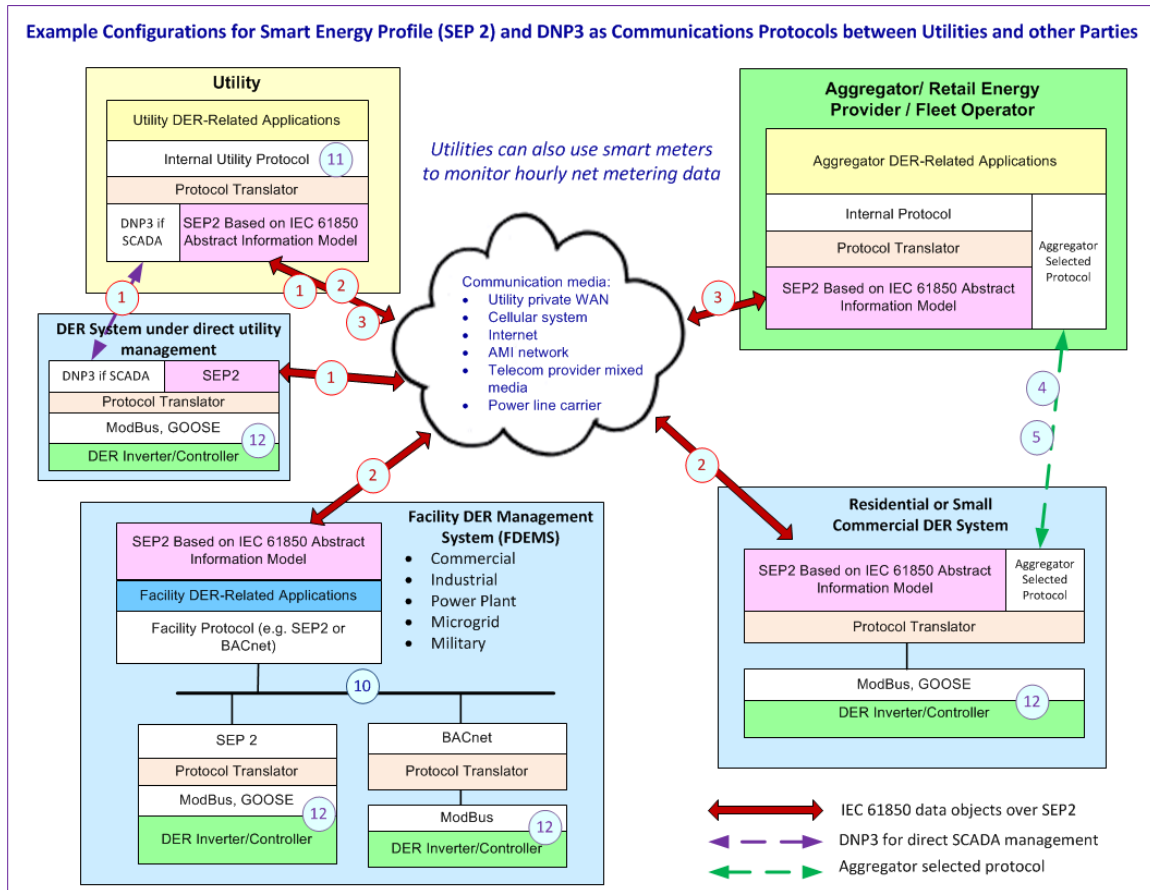 Example Configurations for Smart Energy Profile (SEP 2) and DNP3 as Communications Protocols between Utilities and other Parties
Utility
Utility DER-Related Applications
Internal Utility Protocol
11
Protocol Translator
DNP3 if
SCADA
SEP2 Based on IEC 61850
Abstract Information Model
Utilities can also use smart meters
to monitor hourly net metering data
Aggregator/ Retail Energy
Provider / Fleet Operator
Aggregator DER-Related Applications
Internal Protocol
Protocol Translator
SEP2 Based on IEC 61850 Abstract
Information Model
Aggregator
Selected
Protocol
1
1
2
3
3
Communication media:
• Utility private WAN
• Cellular system
• Internet
• AMI network
• Telecom provider mixed
media
• Power line carrier
DER System under direct utility
management
DNP3 if SCADA
SEP2
Protocol Translator
ModBus, GOOSE
12
DER Inverter/Controller
1
4
5
2
2
Facility DER Management
System (FDEMS)
• Commercial
• Industrial
• Power Plant
• Microgrid
• Military
SEP2 Based on IEC 61850 Abstract
Information Model
Facility DER-Related Applications
Facility Protocol (e.g. SEP2 or
BACnet)
10
SEP 2
Protocol Translator
ModBus, GOOSE
12
DER Inverter/Controller
BACnet
Protocol Translator
ModBus
12
DER Inverter/Controller
Residential or Small
Commercial DER System
SEP2 Based on IEC 61850 Abstract
Information Model
Aggregator
Selected
Protocol
Protocol Translator
ModBus, GOOSE
12
DER Inverter/Controller
IEC 61850 data objects over SEP2
DNP3 for direct SCADA management
Aggregator selected protocol